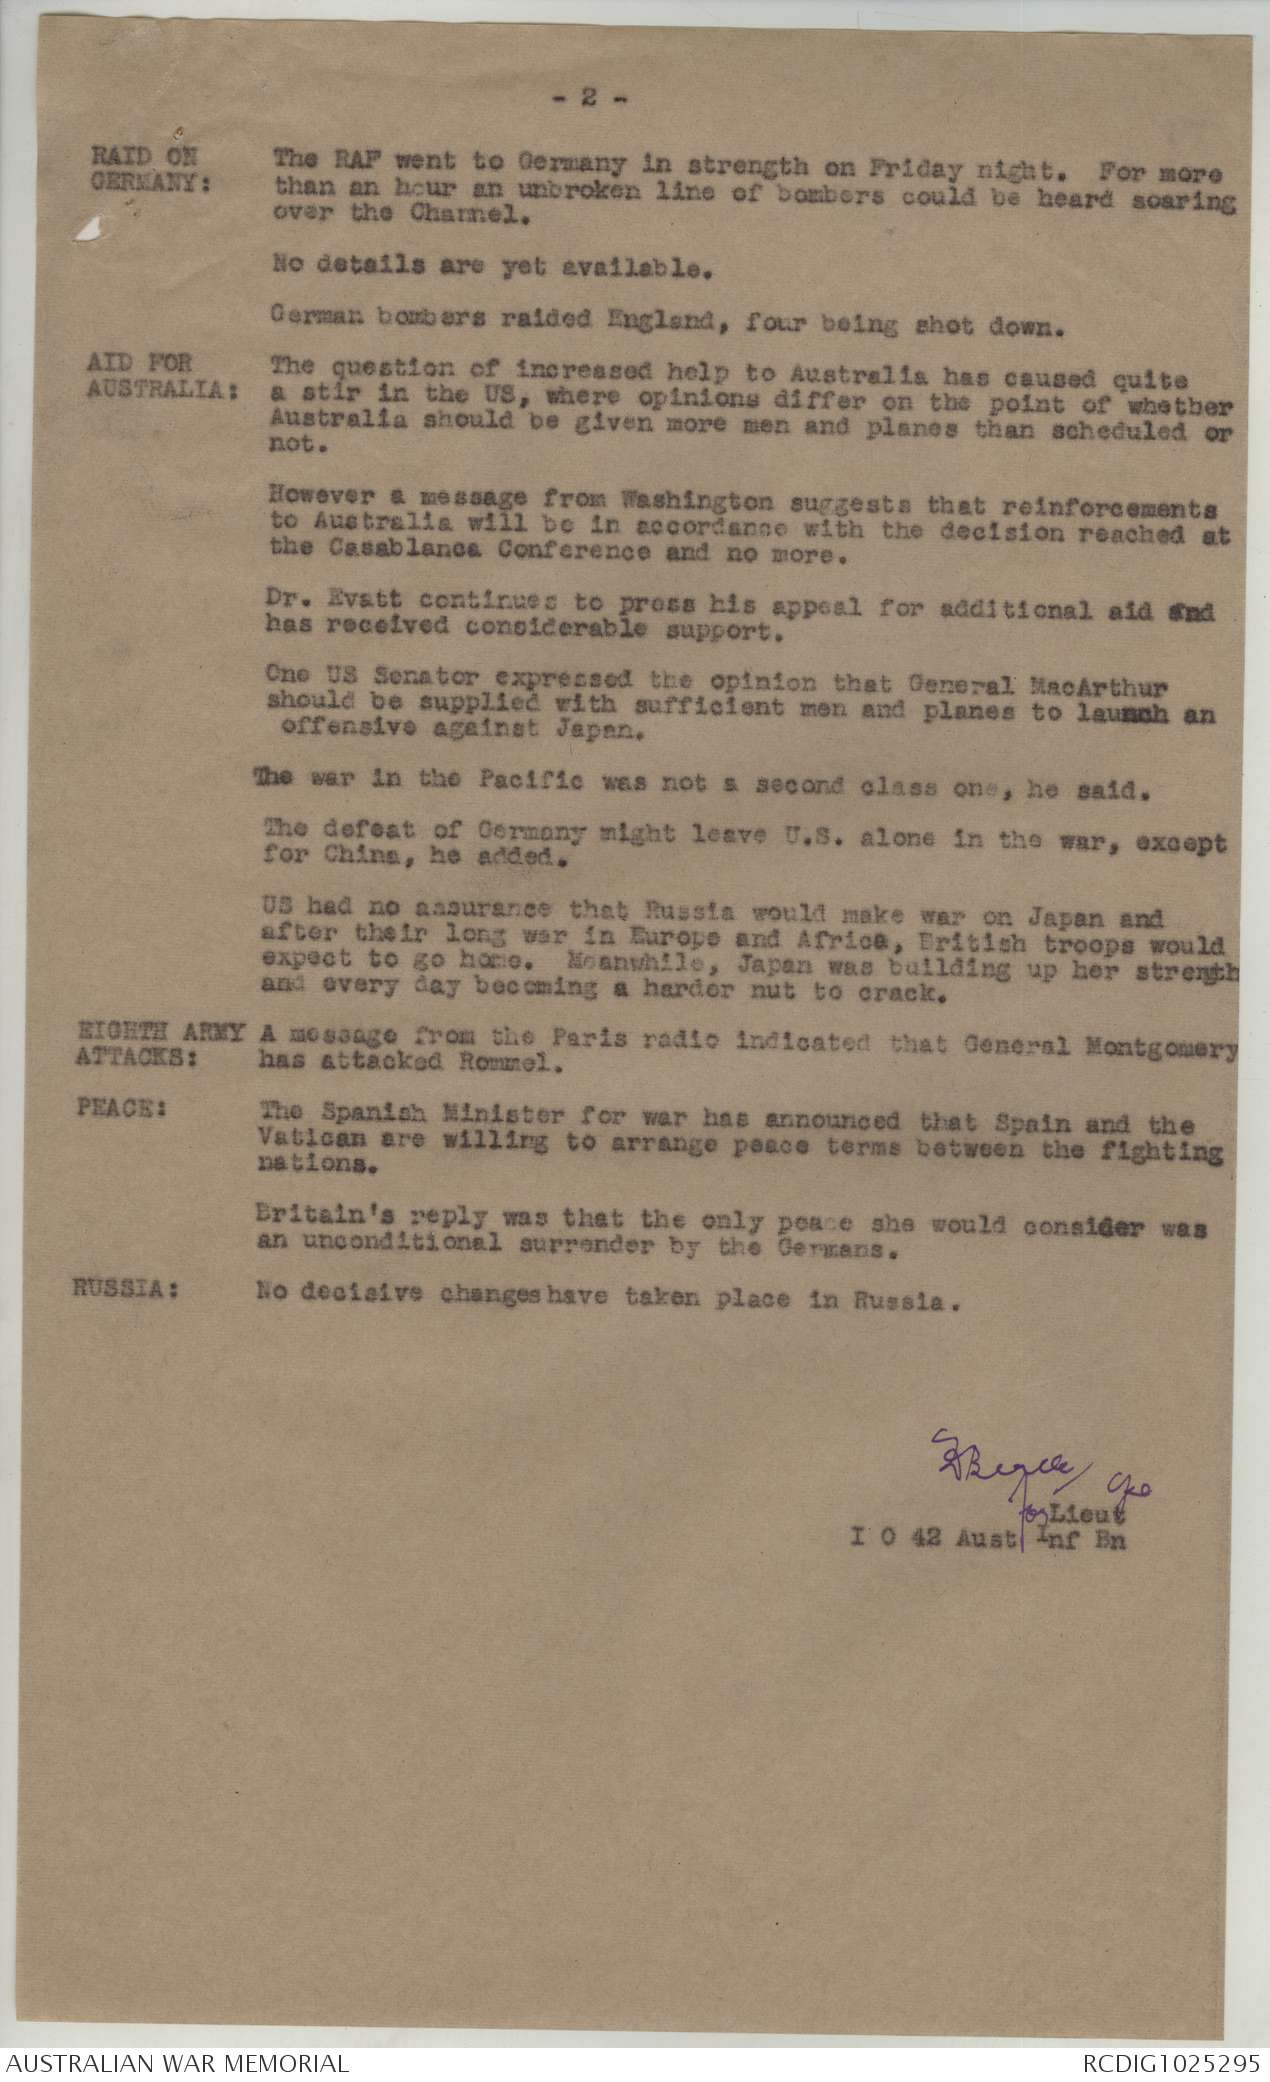 - 2 -
RAID ON GERMANY: The RAF went to Germany in strength on Friday night. For more
than an hour an unbroken line of bombers could be heard soaring
over the Channel.
No details are yet available.
German bombers raided England, four being shot down.
AID FOR AUSTRALIA: The question of increased help to Australia has caused quite
a stir in the US, where opinions differ on the point of whether
Australia should be given more men and planes than scheduled or
not.
However a message from Washington suggests that reinforcements
to Australia will be in accordance with the decision reached at
the Casablanca Conference and no more.
Dr. Evatt continues to press his appeal for additional aid and
has received considerable support.
One US Senator expressed the opinion that General MacArthur
should be supplied with sufficient men and planes to launch an
offensive against Japan.
The war in the Pacific was not a second class one, he said.
The defeat of Germany might leave U.S. alone in the war, except
for China, he added.
US had no assurance that Russia would make war on Japan and
after their long war in Europe and Africa, British troops would
expect to go home. Meanwhile, Japan was building up her strength
and every day becoming a harder nut to crack.
EIGHTH ARMY ATTACKS: A message from the Paris radio indicated that General Montgomery
has attacked Rommel.
PEACE: The Spanish Minister for war has announced that Spain and the
Vatican are willing to arrange peace terms between the fighting
nations.
Britain's reply was that the only peace she would consider was
an unconditional surrender by the Germans.
RUSSIA: No decisive changes have taken place in Russia.
for Lieut
I O 42 Aust Inf Bn
AUSTRALIAN WAR MEMORIAL
RCDIG1025295